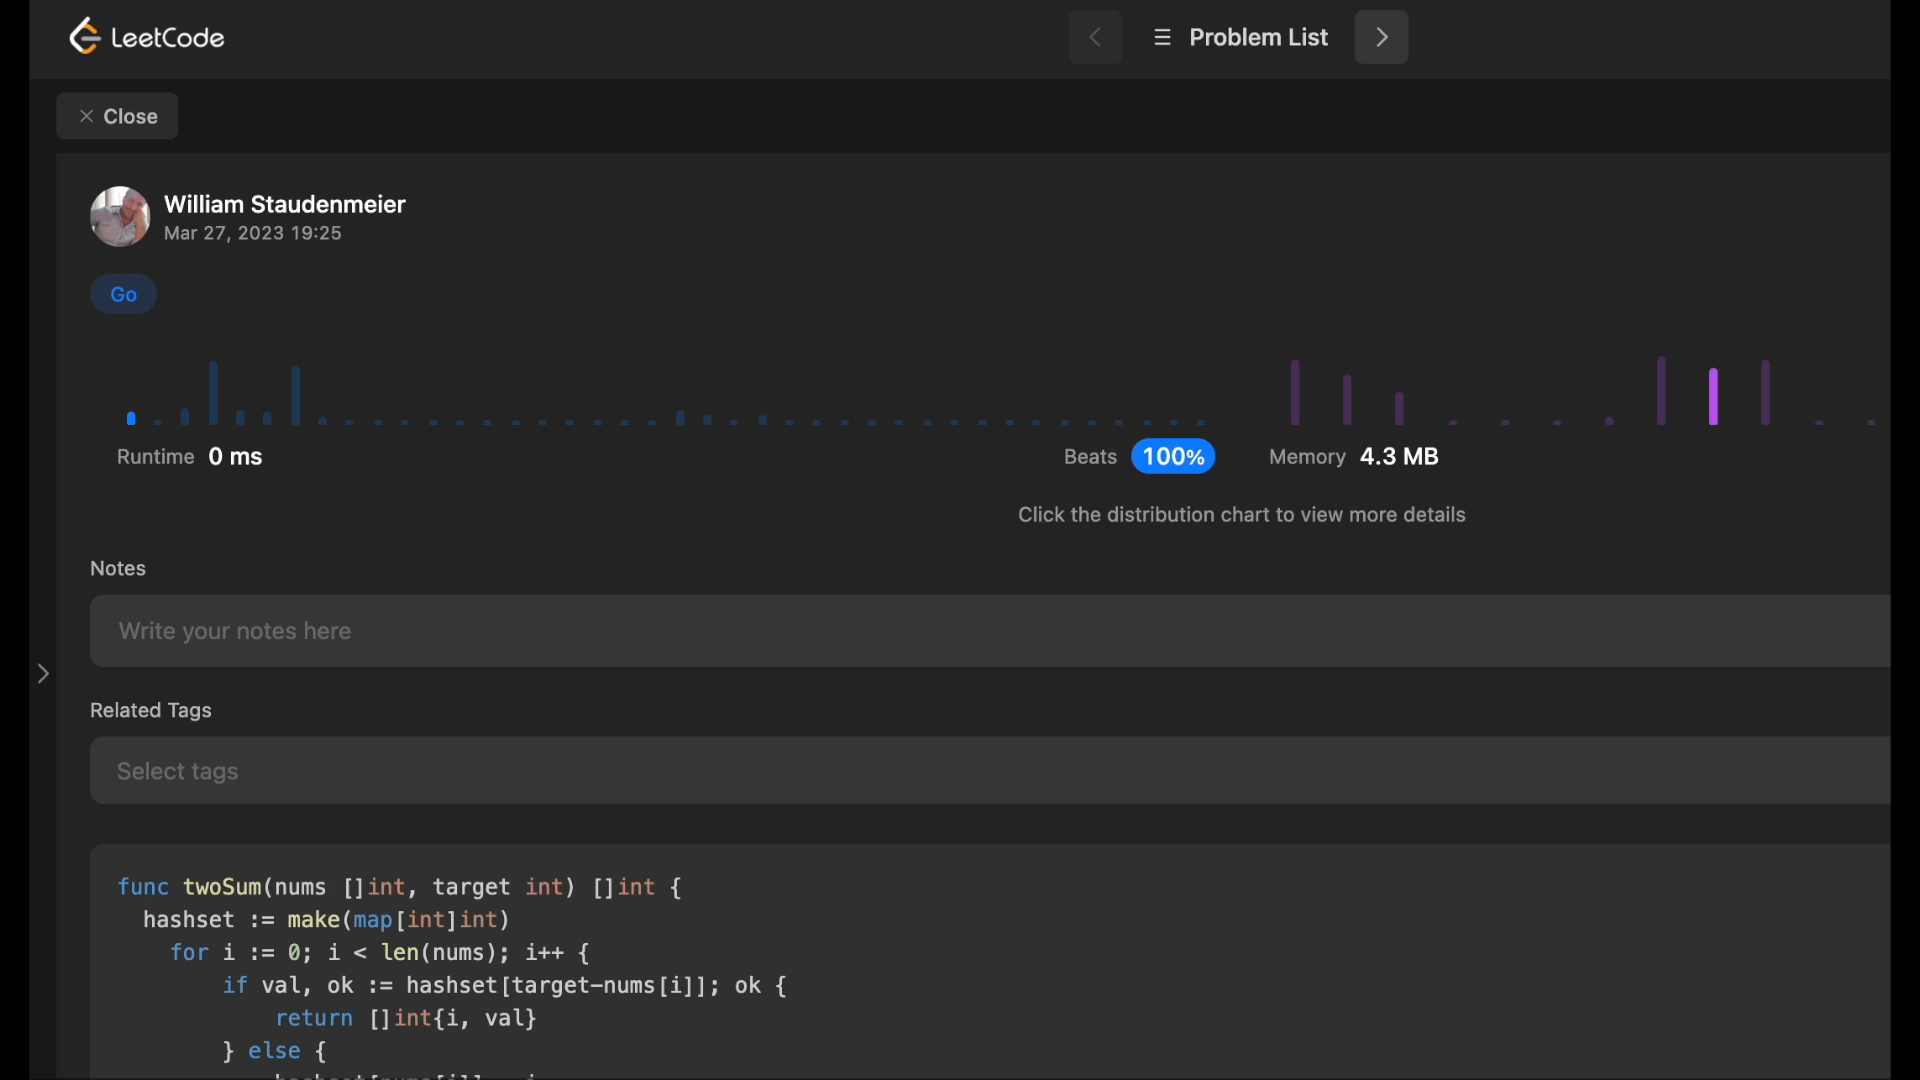 LeetCode
Problem List
Close
William Staudenmeier
Mar 27, 2023 19:25
Go
Runtime 0 ms
Beats 100%
Memory 4.3 MB
Click the distribution chart to view more details
Notes
Write your notes here
Related Tags
Select tags
func twoSum(nums []int, target int) []int {
hashset := make(map[int]int)
for i := 0; i < len(nums); i++ {
if val, ok := hashset[target-nums[i]]; ok {
return []int{i, val}
} else {